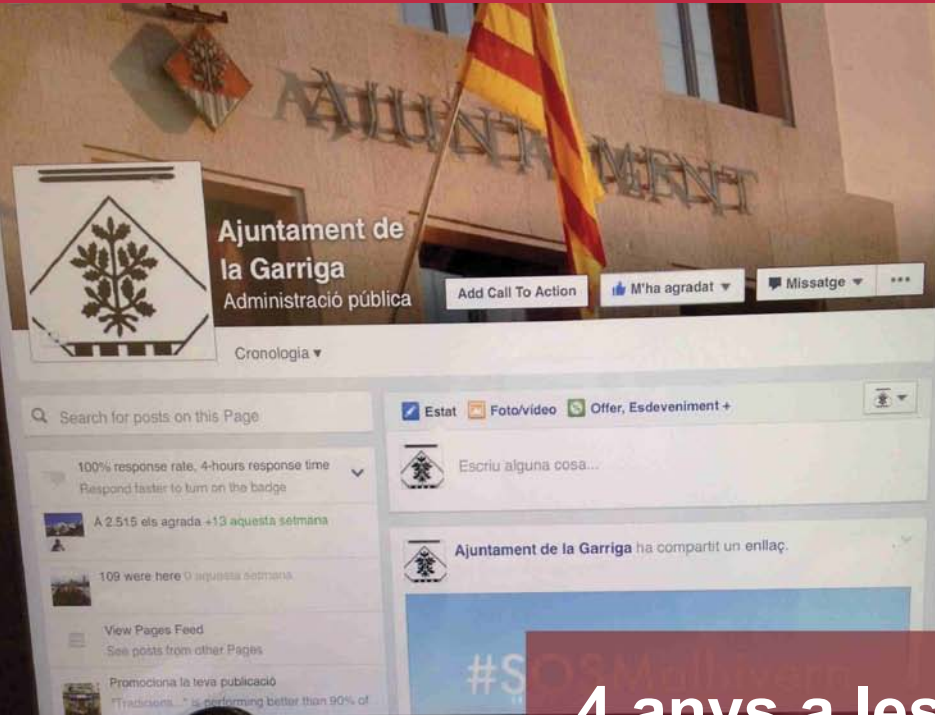 AJUNTAMENT
Ajuntament de
la Garriga
Administració pública
Add Call To Action
M'ha agradat
Missatge
Cronologia
Search for posts on this Page
Estat Foto/vídeo Offer, Esdeveniment +
Escriu alguna cosa...
100% response rate, 4-hours response time
Respond faster to turn on the badge
A 2.515 els agrada +13 aquesta setmana
109 were here 0 aquesta setmana
View Pages Feed
See posts from other Pages
Promociona la teva publicació
"Tradiciona..." is performing better than 90% of
Ajuntament de la Garriga ha compartit un enllaç.
4 anys a les